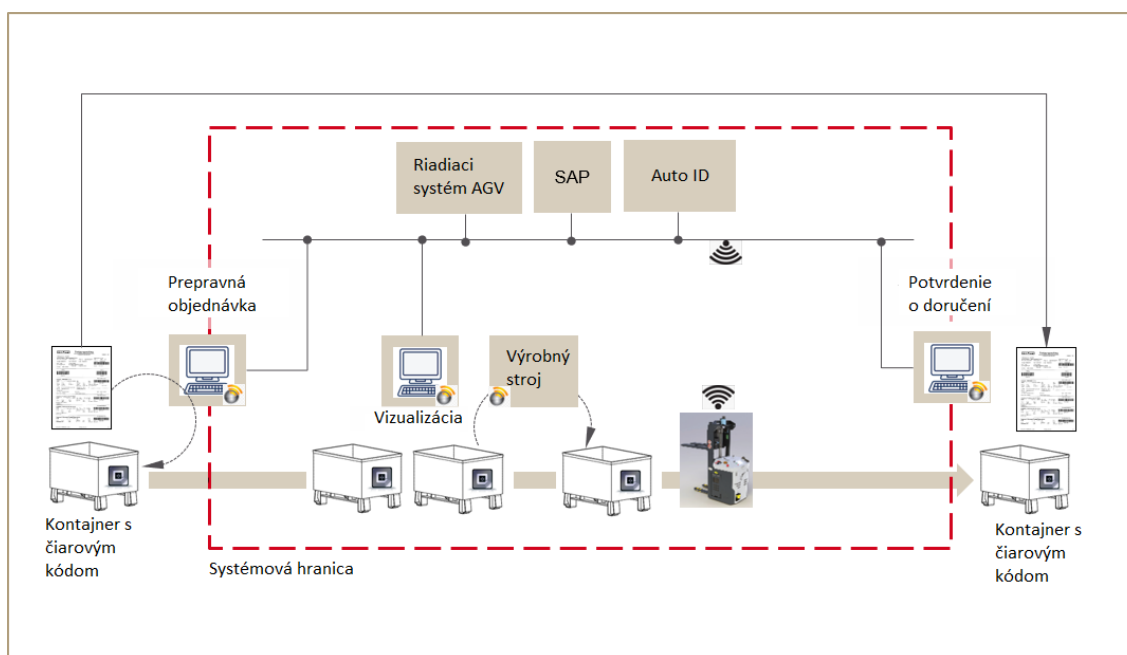 Riadiaci
systém AGV
SAP
Auto ID
Prepravná
objednávka
Potvrdenie
o doručení
Výrobný
stroj
Vizualizácia
Kontajner s
čiarovým
kódom
Systémová hranica
Kontajner s
čiarovým
kódom